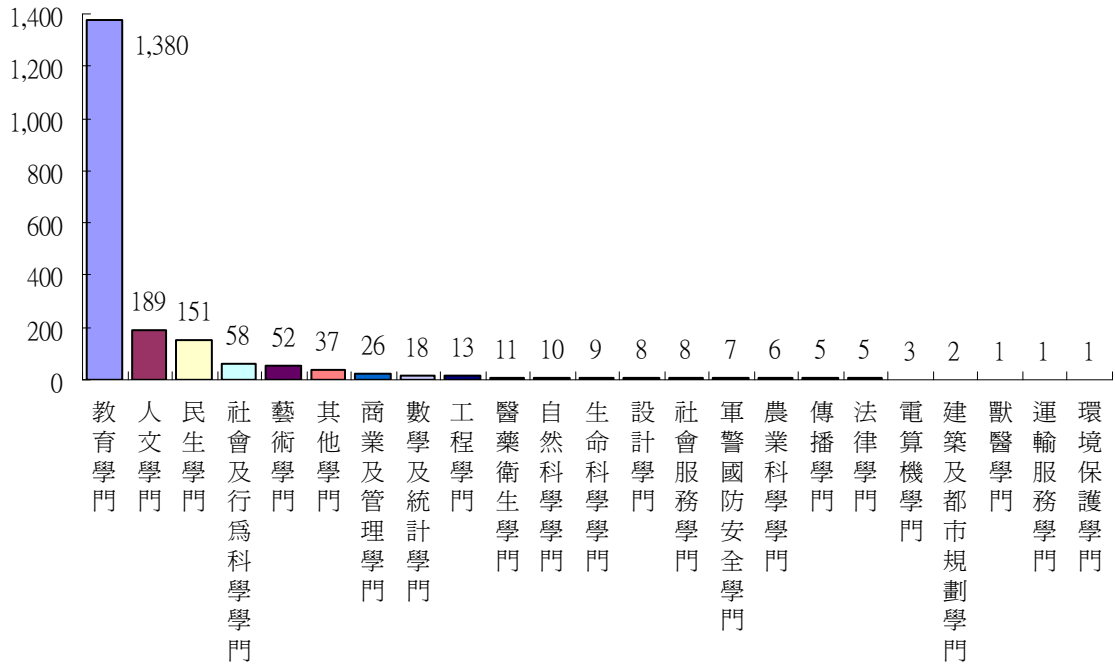 1,400
1,200
1,000
800
600
400
200
0
1,380
189
151
58
52
37
26
18
13
11
10
9
8
8
7
6
5
5
3
2
1
1
1
教育學門
人文學門
民生學門
社會及行爲科學學門
藝術學門
其他學門
商業及管理學門
數學及統計學門
工程學門
醫藥衛生學門
自然科學學門
生命科學學門
設計學門
社會服務學門
軍警國防安全學門
農業科學學門
傳播學門
法律學門
電算機學門
建築及都市規劃學門
獸醫學門
運輸服務學門
環境保護學門